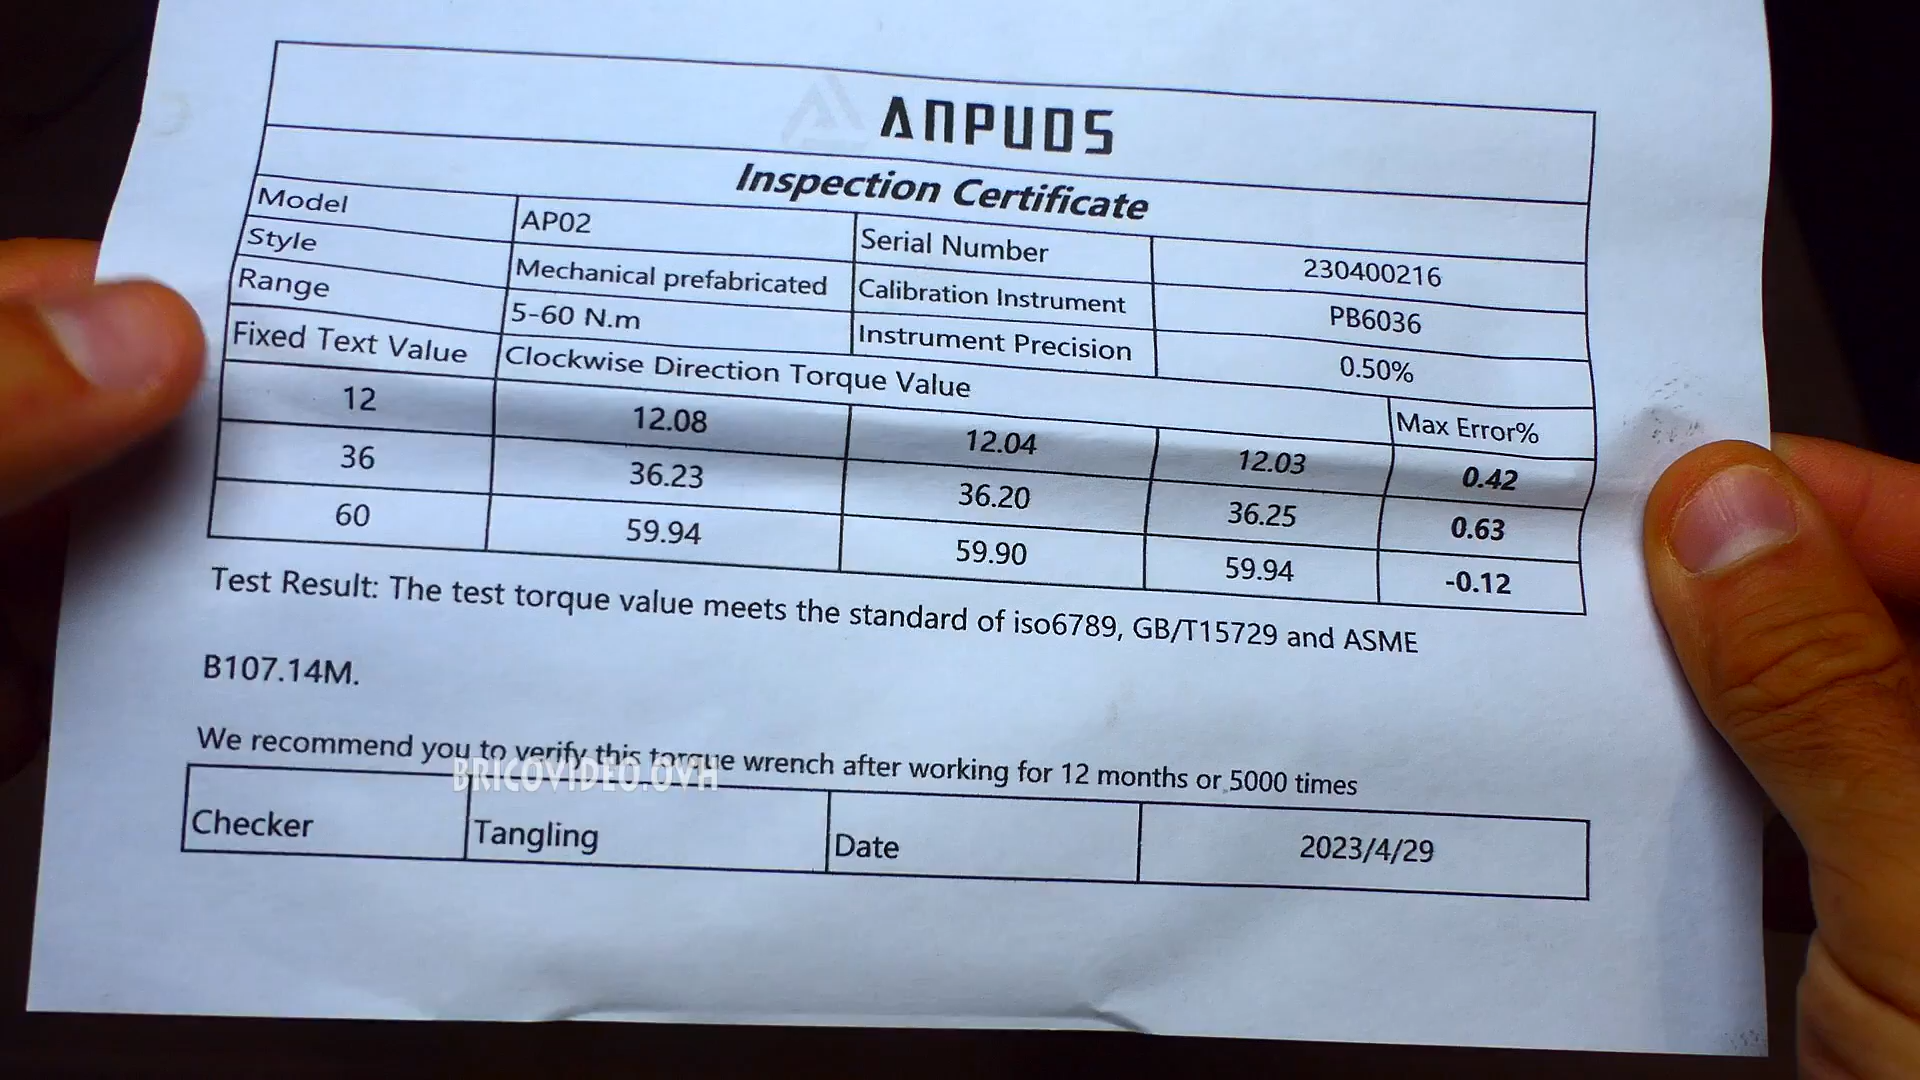 ANPUDS
Inspection Certificate
Model AP02 Serial Number 230400216
Style Mechanical prefabricated Calibration Instrument PB6036
Range 5-60 N.m Instrument Precision 0.50%
Fixed Text Value Clockwise Direction Torque Value Max Error%
12 12.08 12.04 12.03 0.42
36 36.23 36.20 36.25 0.63
60 59.94 59.90 59.94 -0.12
Test Result: The test torque value meets the standard of iso6789, GB/T15729 and ASME
B107.14M.
We recommend you to verify this torque wrench after working for 12 months or 5000 times
BRICOVIDEO.OVH
Checker Tangling Date 2023/4/29